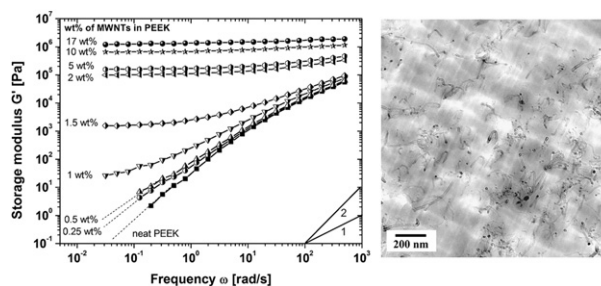 wt% of MWNTs in PEEK
17 wt%
10 wt%
5 wt%
2 wt%
1.5 wt%
1 wt%
0.5 wt%
0.25 wt%
neat PEEK
2
1
Storage modulus G' [Pa]
10^7
10^6
10^5
10^4
10^3
10^2
10^1
10^0
10^-1
10^-2 10^-1 10^0 10^1 10^2 10^3
Frequency ω [rad/s]
200 nm